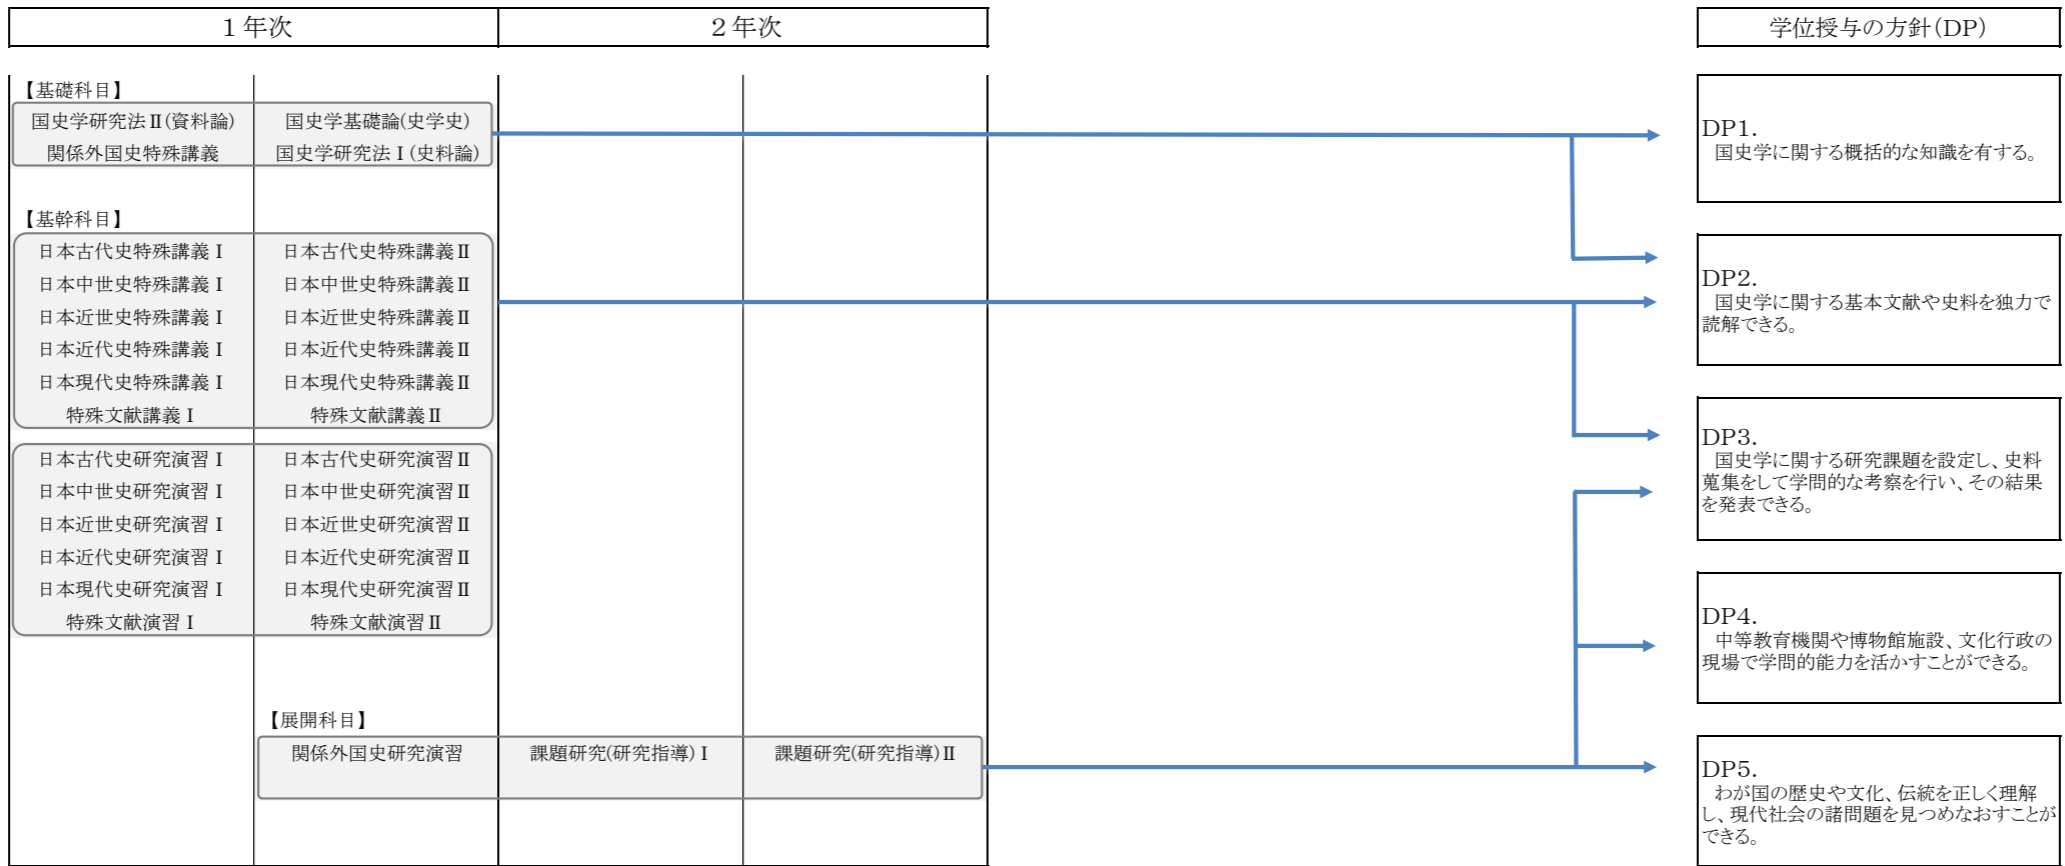 １年次
２年次
学位授与の方針(DP)
【基礎科目】
国史学研究法Ⅱ(資料論)
国史学基礎論(史学史)
関係外国史特殊講義
国史学研究法Ⅰ(史料論)
【基幹科目】
日本古代史特殊講義Ⅰ
日本古代史特殊講義Ⅱ
日本中世史特殊講義Ⅰ
日本中世史特殊講義Ⅱ
日本近世史特殊講義Ⅰ
日本近世史特殊講義Ⅱ
日本近代史特殊講義Ⅰ
日本近代史特殊講義Ⅱ
日本現代史特殊講義Ⅰ
日本現代史特殊講義Ⅱ
特殊文献講義Ⅰ
特殊文献講義Ⅱ
日本古代史研究演習Ⅰ
日本古代史研究演習Ⅱ
日本中世史研究演習Ⅰ
日本中世史研究演習Ⅱ
日本近世史研究演習Ⅰ
日本近世史研究演習Ⅱ
日本近代史研究演習Ⅰ
日本近代史研究演習Ⅱ
日本現代史研究演習Ⅰ
日本現代史研究演習Ⅱ
特殊文献演習Ⅰ
特殊文献演習Ⅱ
【展開科目】
関係外国史研究演習
課題研究(研究指導)Ⅰ
課題研究(研究指導)Ⅱ
DP1.
国史学に関する概括的な知識を有する。
DP2.
国史学に関する基本文献や史料を独力で
読解できる。
DP3.
国史学に関する研究課題を設定し、史料
蒐集をして学問的な考察を行い、その結果
を発表できる。
DP4.
中等教育機関や博物館施設、文化行政の
現場で学問的能力を活かすことができる。
DP5.
わが国の歴史や文化、伝統を正しく理解
し、現代社会の諸問題を見つめなおすことが
できる。